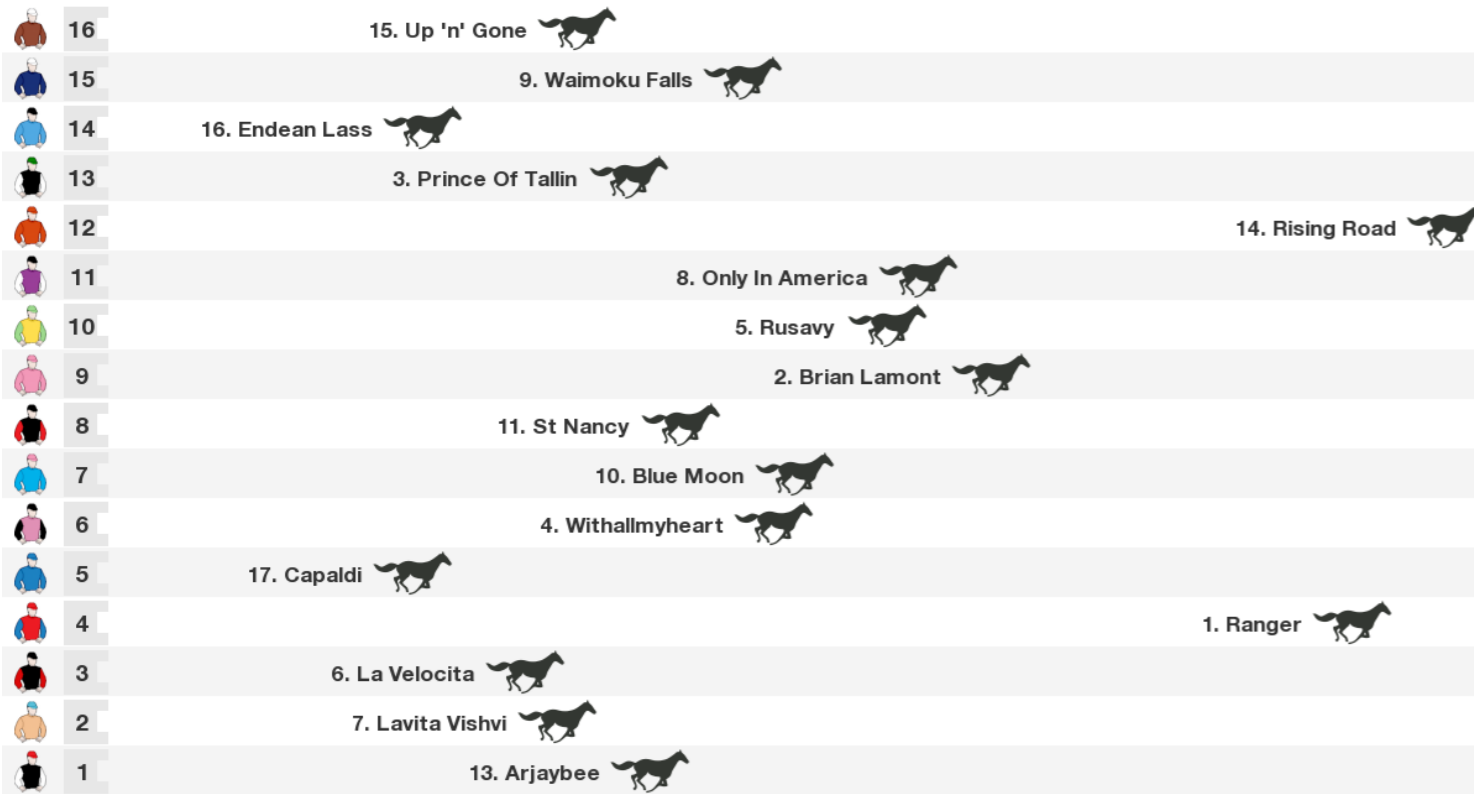 16 15. Up 'n' Gone
15 9. Waimoku Falls
14 16. Endean Lass
13 3. Prince Of Tallin
12 14. Rising Road
11 8. Only In America
10 5. Rusavy
9 2. Brian Lamont
8 11. St Nancy
7 10. Blue Moon
6 4. Withallmyheart
5 17. Capaldi
4 1. Ranger
3 6. La Velocita
2 7. Lavita Vishvi
1 13. Arjaybee